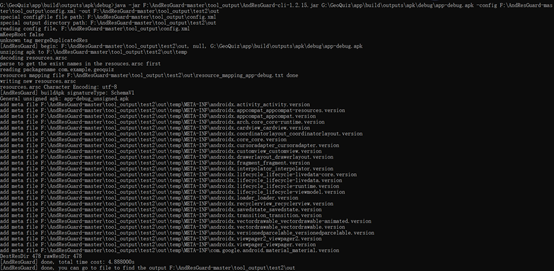 G:\GeoQuiz\app\build\outputs\apk\debug>java -jar F:\AndResGuard-master\tool_output\AndResGuard-cli-1.2.15.jar G:\GeoQuiz\app\build\outputs\apk\debug\app-debug.apk -config F:\AndResGuard-mas
ter\tool_output\config.xml -out F:\AndResGuard-master\tool_output\test2\out
special configFile file path: F:\AndResGuard-master\tool_output\config.xml
special output directory path: F:\AndResGuard-master\tool_output\test2\out
reading config file, F:\AndResGuard-master\tool_output\config.xml
mKeepRoot false
unknown tag mergeDuplicatedRes
[AndResGuard] begin: F:\AndResGuard-master\tool_output\test2\out, null, G:\GeoQuiz\app\build\outputs\apk\debug\app-debug.apk
unziping apk to F:\AndResGuard-master\tool_output\test2\out\temp
decoding resources.arsc
parse to get the exist names in the resouces.arsc first
reading packagename com.example.geoquiz
resources mapping file F:\AndResGuard-master\tool_output\test2\out\resource_mapping_app-debug.txt done
writing new resources.arsc
resources.arsc Character Encoding: utf-8
[AndResGuard] buildApk signatureType: SchemaV1
General unsigned apk: app-debug_unsigned.apk
add meta file F:\AndResGuard-master\tool_output\test2\out\temp\META-INF\androidx.activity_activity.version
add meta file F:\AndResGuard-master\tool_output\test2\out\temp\META-INF\androidx.appcompat_appcompat-resources.version
add meta file F:\AndResGuard-master\tool_output\test2\out\temp\META-INF\androidx.appcompat_appcompat.version
add meta file F:\AndResGuard-master\tool_output\test2\out\temp\META-INF\androidx.arch.core_core-runtime.version
add meta file F:\AndResGuard-master\tool_output\test2\out\temp\META-INF\androidx.cardview_cardview.version
add meta file F:\AndResGuard-master\tool_output\test2\out\temp\META-INF\androidx.coordinatorlayout_coordinatorlayout.version
add meta file F:\AndResGuard-master\tool_output\test2\out\temp\META-INF\androidx.core_core.version
add meta file F:\AndResGuard-master\tool_output\test2\out\temp\META-INF\androidx.cursoradapter_cursoradapter.version
add meta file F:\AndResGuard-master\tool_output\test2\out\temp\META-INF\androidx.customview_customview.version
add meta file F:\AndResGuard-master\tool_output\test2\out\temp\META-INF\androidx.drawerlayout_drawerlayout.version
add meta file F:\AndResGuard-master\tool_output\test2\out\temp\META-INF\androidx.fragment_fragment.version
add meta file F:\AndResGuard-master\tool_output\test2\out\temp\META-INF\androidx.interpolator_interpolator.version
add meta file F:\AndResGuard-master\tool_output\test2\out\temp\META-INF\androidx.lifecycle_lifecycle-livedata-core.version
add meta file F:\AndResGuard-master\tool_output\test2\out\temp\META-INF\androidx.lifecycle_lifecycle-livedata.version
add meta file F:\AndResGuard-master\tool_output\test2\out\temp\META-INF\androidx.lifecycle_lifecycle-runtime.version
add meta file F:\AndResGuard-master\tool_output\test2\out\temp\META-INF\androidx.lifecycle_lifecycle-viewmodel.version
add meta file F:\AndResGuard-master\tool_output\test2\out\temp\META-INF\androidx.loader_loader.version
add meta file F:\AndResGuard-master\tool_output\test2\out\temp\META-INF\androidx.recyclerview_recyclerview.version
add meta file F:\AndResGuard-master\tool_output\test2\out\temp\META-INF\androidx.savedstate_savedstate.version
add meta file F:\AndResGuard-master\tool_output\test2\out\temp\META-INF\androidx.transition_transition.version
add meta file F:\AndResGuard-master\tool_output\test2\out\temp\META-INF\androidx.vectordrawable_vectordrawable-animated.version
add meta file F:\AndResGuard-master\tool_output\test2\out\temp\META-INF\androidx.vectordrawable_vectordrawable.version
add meta file F:\AndResGuard-master\tool_output\test2\out\temp\META-INF\androidx.versionedparcelable_versionedparcelable.version
add meta file F:\AndResGuard-master\tool_output\test2\out\temp\META-INF\androidx.viewpager2_viewpager2.version
add meta file F:\AndResGuard-master\tool_output\test2\out\temp\META-INF\androidx.viewpager_viewpager.version
add meta file F:\AndResGuard-master\tool_output\test2\out\temp\META-INF\com.google.android.material_material.version
DestResDir 478 rawResDir 478
[AndResGuard] done, total time cost: 4.888000s
[AndResGuard] done, you can go to file to find the output F:\AndResGuard-master\tool_output\test2\out